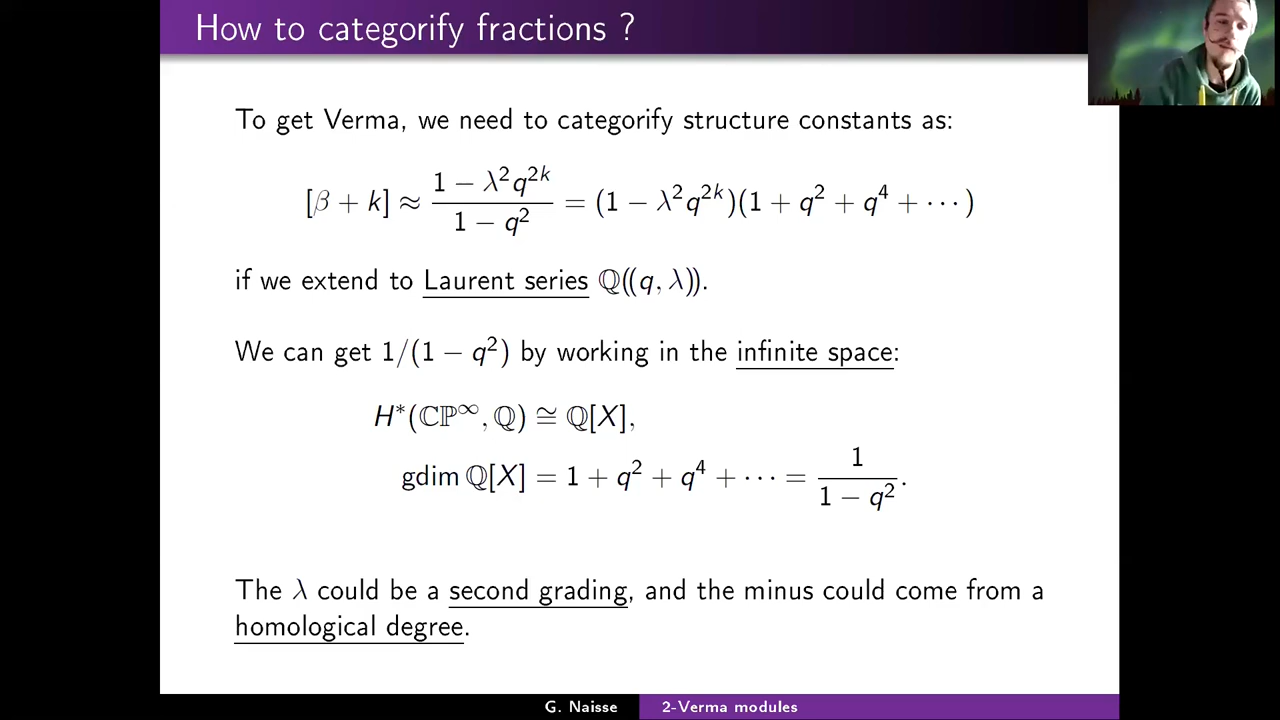 How to categorify fractions ?
To get Verma, we need to categorify structure constants as:
[β + k] ≈ \frac{1 − λ²q^{2k}}{1 − q²} = (1 − λ²q^{2k})(1 + q² + q⁴ + ⋯)
if we extend to Laurent series ℚ((q, λ)).
We can get 1/(1 − q²) by working in the infinite space:
H*(ℂℙ^∞, ℚ) ≅ ℚ[X],
gdim ℚ[X] = 1 + q² + q⁴ + ⋯ = \frac{1}{1 − q²}.
The λ could be a second grading, and the minus could come from a
homological degree.
G. Naisse 2-Verma modules